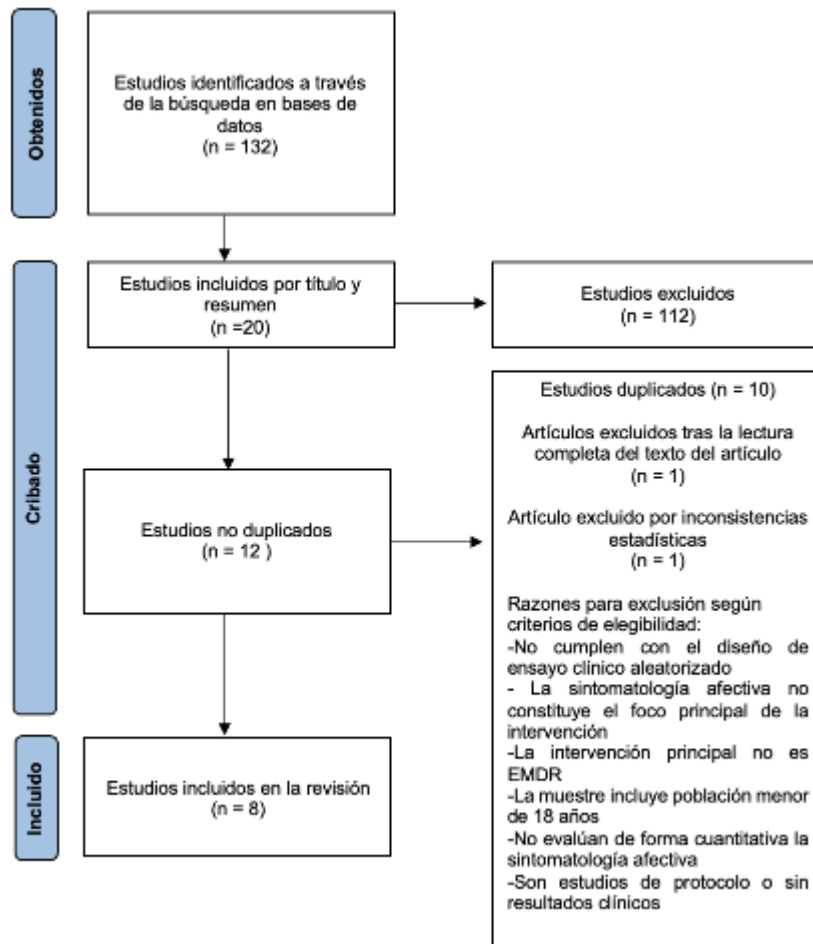 Obtenidos
Estudios identificados a través
de la búsqueda en bases de
datos
(n = 132)
Cribado
Estudios incluidos por título y
resumen
(n =20)
Estudios excluidos
(n = 112)
Estudios no duplicados
(n = 12 )
Estudios duplicados (n = 10)
Artículos excluidos tras la lectura
completa del texto del artículo
(n = 1)
Artículo excluido por inconsistencias
estadísticas
(n = 1)
Razones para exclusión según
criterios de elegibilidad:
-No cumplen con el diseño de
ensayo clínico aleatorizado
- La sintomatología afectiva no
constituye el foco principal de la
intervención
-La intervención principal no es
EMDR
-La muestre incluye población menor
de 18 años
-No evalúan de forma cuantitativa la
sintomatología afectiva
-Son estudios de protocolo o sin
resultados clínicos
Incluido
Estudios incluidos en la revisión
(n = 8)